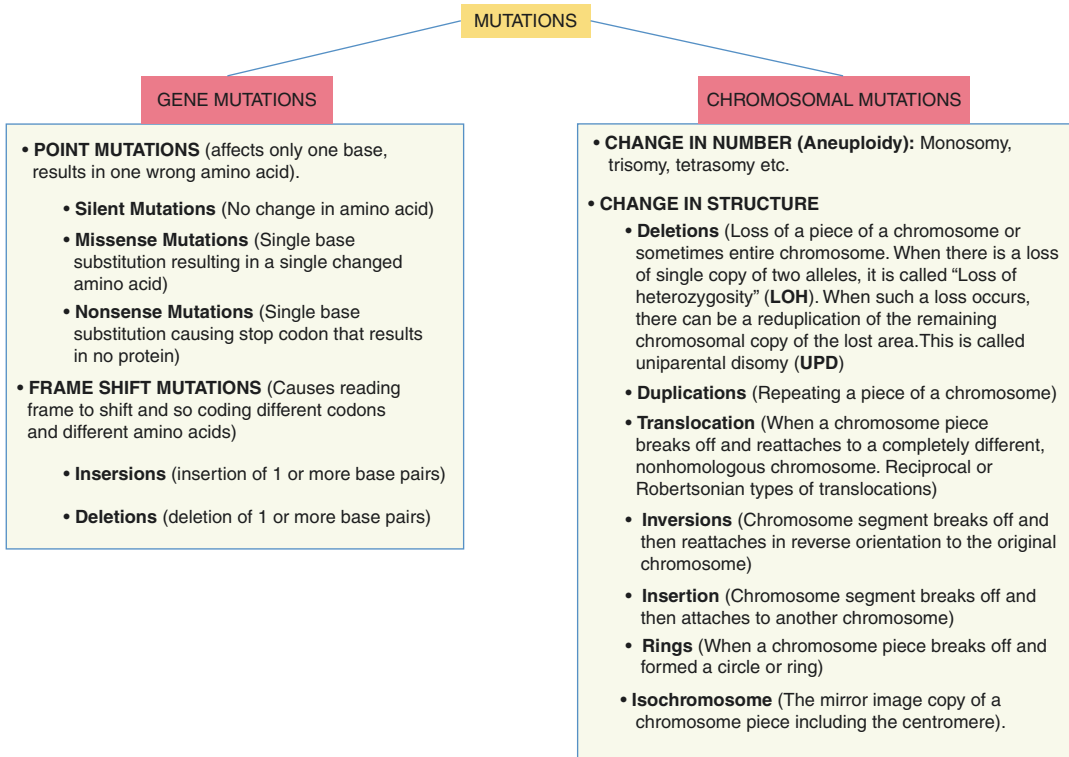 MUTATIONS
GENE MUTATIONS
• POINT MUTATIONS (affects only one base,
results in one wrong amino acid).
• Silent Mutations (No change in amino acid)
• Missense Mutations (Single base
substitution resulting in a single changed
amino acid)
• Nonsense Mutations (Single base
substitution causing stop codon that results
in no protein)
• FRAME SHIFT MUTATIONS (Causes reading
frame to shift and so coding different codons
and different amino acids)
• Insersions (insertion of 1 or more base pairs)
• Deletions (deletion of 1 or more base pairs)
CHROMOSOMAL MUTATIONS
• CHANGE IN NUMBER (Aneuploidy): Monosomy,
trisomy, tetrasomy etc.
• CHANGE IN STRUCTURE
• Deletions (Loss of a piece of a chromosome or
sometimes entire chromosome. When there is a loss
of single copy of two alleles, it is called “Loss of
heterozygosity” (LOH). When such a loss occurs,
there can be a reduplication of the remaining
chromosomal copy of the lost area.This is called
uniparental disomy (UPD)
• Duplications (Repeating a piece of a chromosome)
• Translocation (When a chromosome piece
breaks off and reattaches to a completely different,
nonhomologous chromosome. Reciprocal or
Robertsonian types of translocations)
• Inversions (Chromosome segment breaks off and
then reattaches in reverse orientation to the original
chromosome)
• Insertion (Chromosome segment breaks off and
then attaches to another chromosome)
• Rings (When a chromosome piece breaks off and
formed a circle or ring)
• Isochromosome (The mirror image copy of a
chromosome piece including the centromere).